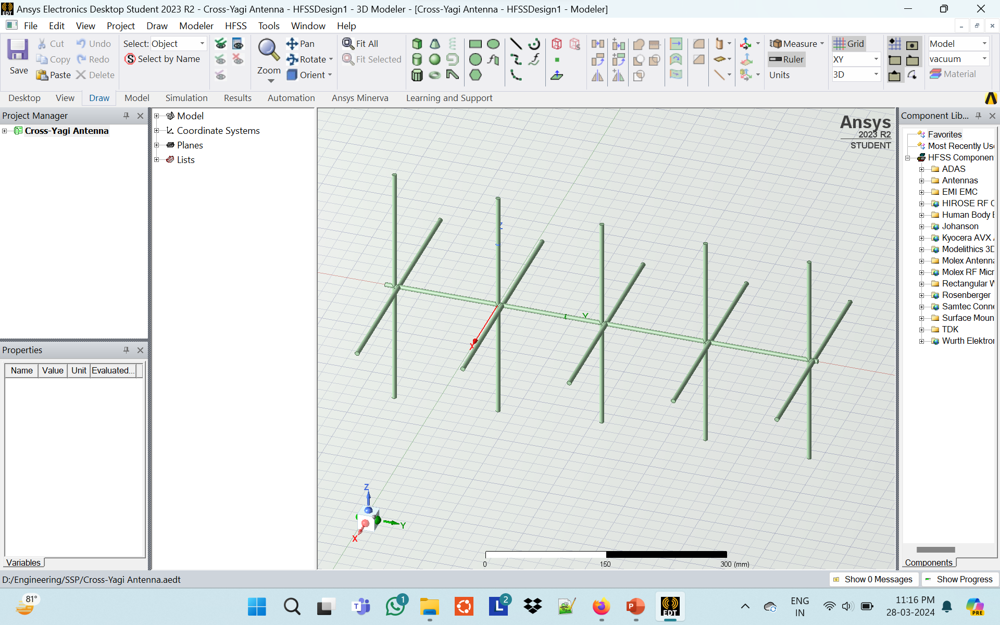 Ansys Electronics Desktop Student 2023 R2 - Cross-Yagi Antenna - HFSSDesign1 - 3D Modeler - [Cross-Yagi Antenna - HFSSDesign1 - Modeler]
File Edit View Project Draw Modeler HFSS Tools Window Help
Save
Cut
Copy
Paste
Undo
Redo
Delete
Select: Object
Select by Name
Zoom
Pan
Rotate
Orient
Fit All
Fit Selected
Measure
Ruler
Units
Grid
XY
3D
Model
vacuum
Material
Desktop View Draw Model Simulation Results Automation Ansys Minerva Learning and Support
Project Manager
Cross-Yagi Antenna
Model
Coordinate Systems
Planes
Lists
Properties
Name Value Unit Evaluated...
Variables
Ansys
2023 R2
STUDENT
Z
Y
X
Z
Y
X
0 150 300 (mm)
Component Lib...
Favorites
Most Recently Us
HFSS Componen
ADAS
Antennas
EMI EMC
HIROSE RF C
Human Body
Johanson
Kyocera AVX
Modelithics 3D
Molex Antenna
Molex RF Micr
Rectangular W
Rosenberger
Samtec Conne
Surface Moun
TDK
Wurth Elektron
Components
D:/Engineering/SSP/Cross-Yagi Antenna.aedt
Show 0 Messages
Show Progress
81°
1
2
EDT
ENG
IN
11:16 PM
28-03-2024
PRE